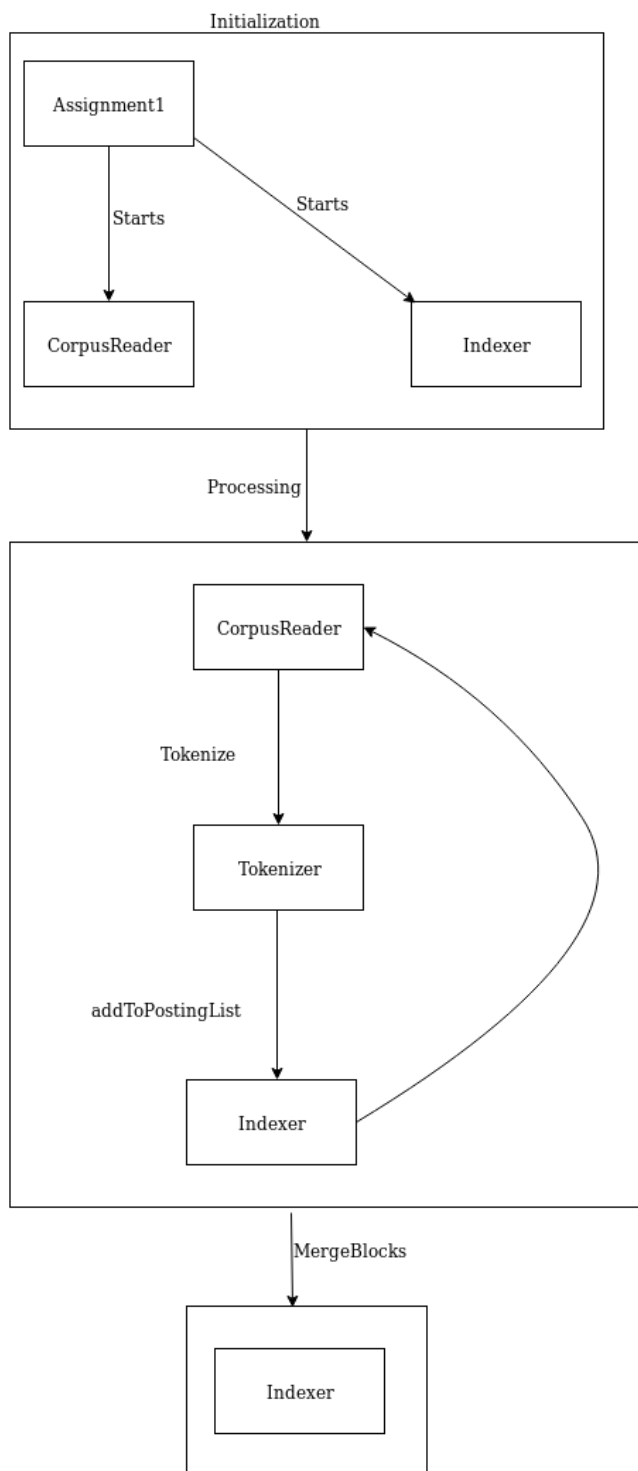 Initialization
Assignment1
Starts
Starts
CorpusReader
Indexer
Processing
CorpusReader
Tokenize
Tokenizer
addToPostingList
Indexer
MergeBlocks
Indexer